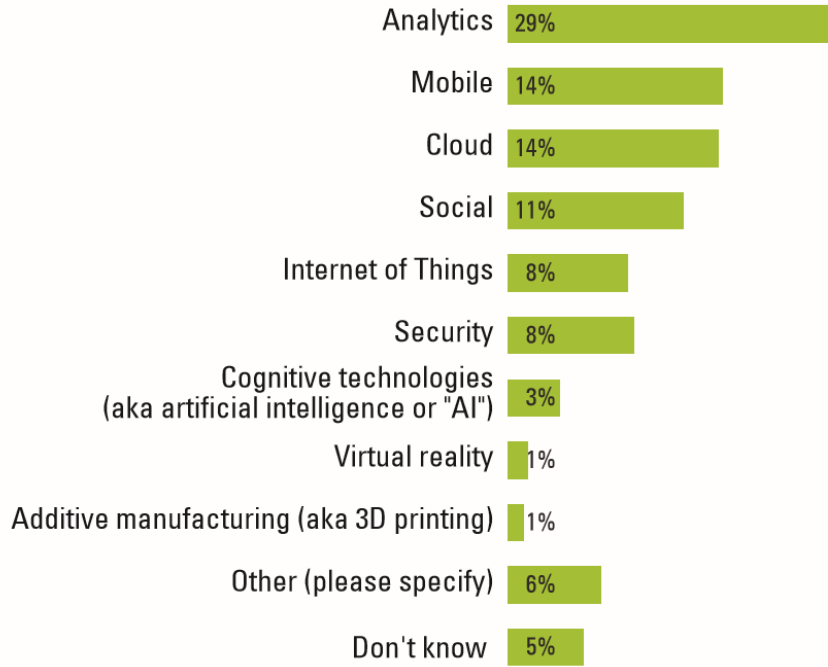 Analytics 29%
Mobile 14%
Cloud 14%
Social 11%
Internet of Things 8%
Security 8%
Cognitive technologies
(aka artificial intelligence or "AI") 3%
Virtual reality 1%
Additive manufacturing (aka 3D printing) 1%
Other (please specify) 6%
Don't know 5%